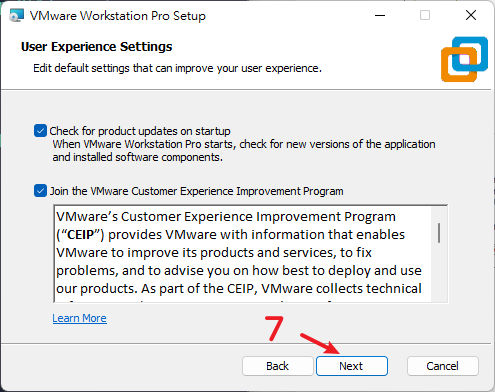 VMware Workstation Pro Setup
User Experience Settings
Edit default settings that can improve your user experience.
Check for product updates on startup
When VMware Workstation Pro starts, check for new versions of the application
and installed software components.
Join the VMware Customer Experience Improvement Program
VMware's Customer Experience Improvement Program
("CEIP") provides VMware with information that enables
VMware to improve its products and services, to fix
problems, and to advise you on how best to deploy and use
our products. As part of the CEIP, VMware collects technical
Learn More
7
Back
Next
Cancel